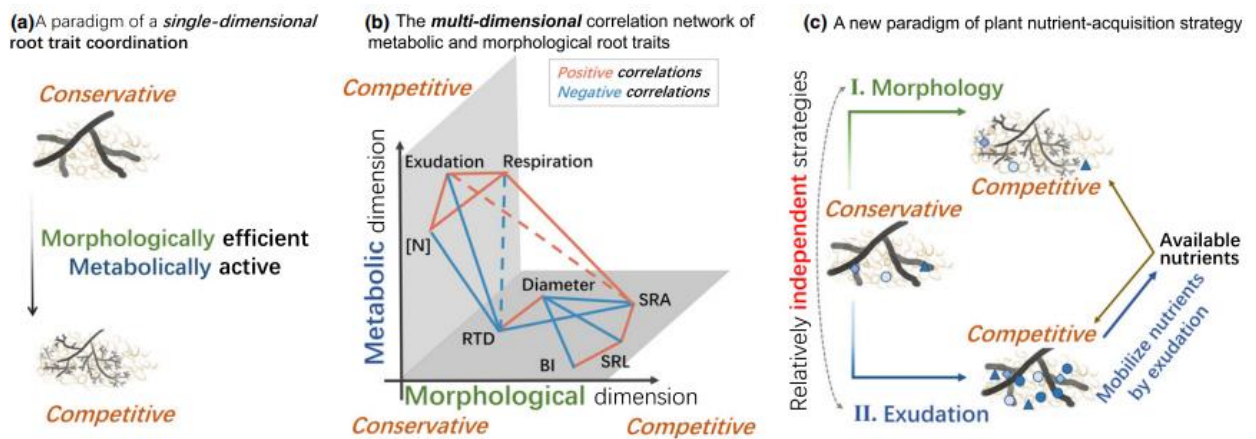 (a)A paradigm of a single-dimensional
root trait coordination
Conservative
Morphologically efficient
Metabolically active
Competitive
(b) The multi-dimensional correlation network of
metabolic and morphological root traits
Competitive
Positive correlations
Negative correlations
Exudation
Respiration
[N]
Diameter
SRA
RTD
BI
SRL
Metabolic dimension
Morphological dimension
Conservative
Competitive
(c) A new paradigm of plant nutrient-acquisition strategy
Relatively independent strategies
I. Morphology
Competitive
Conservative
Available
nutrients
Competitive
Mobilize nutrients
by exudation
II. Exudation